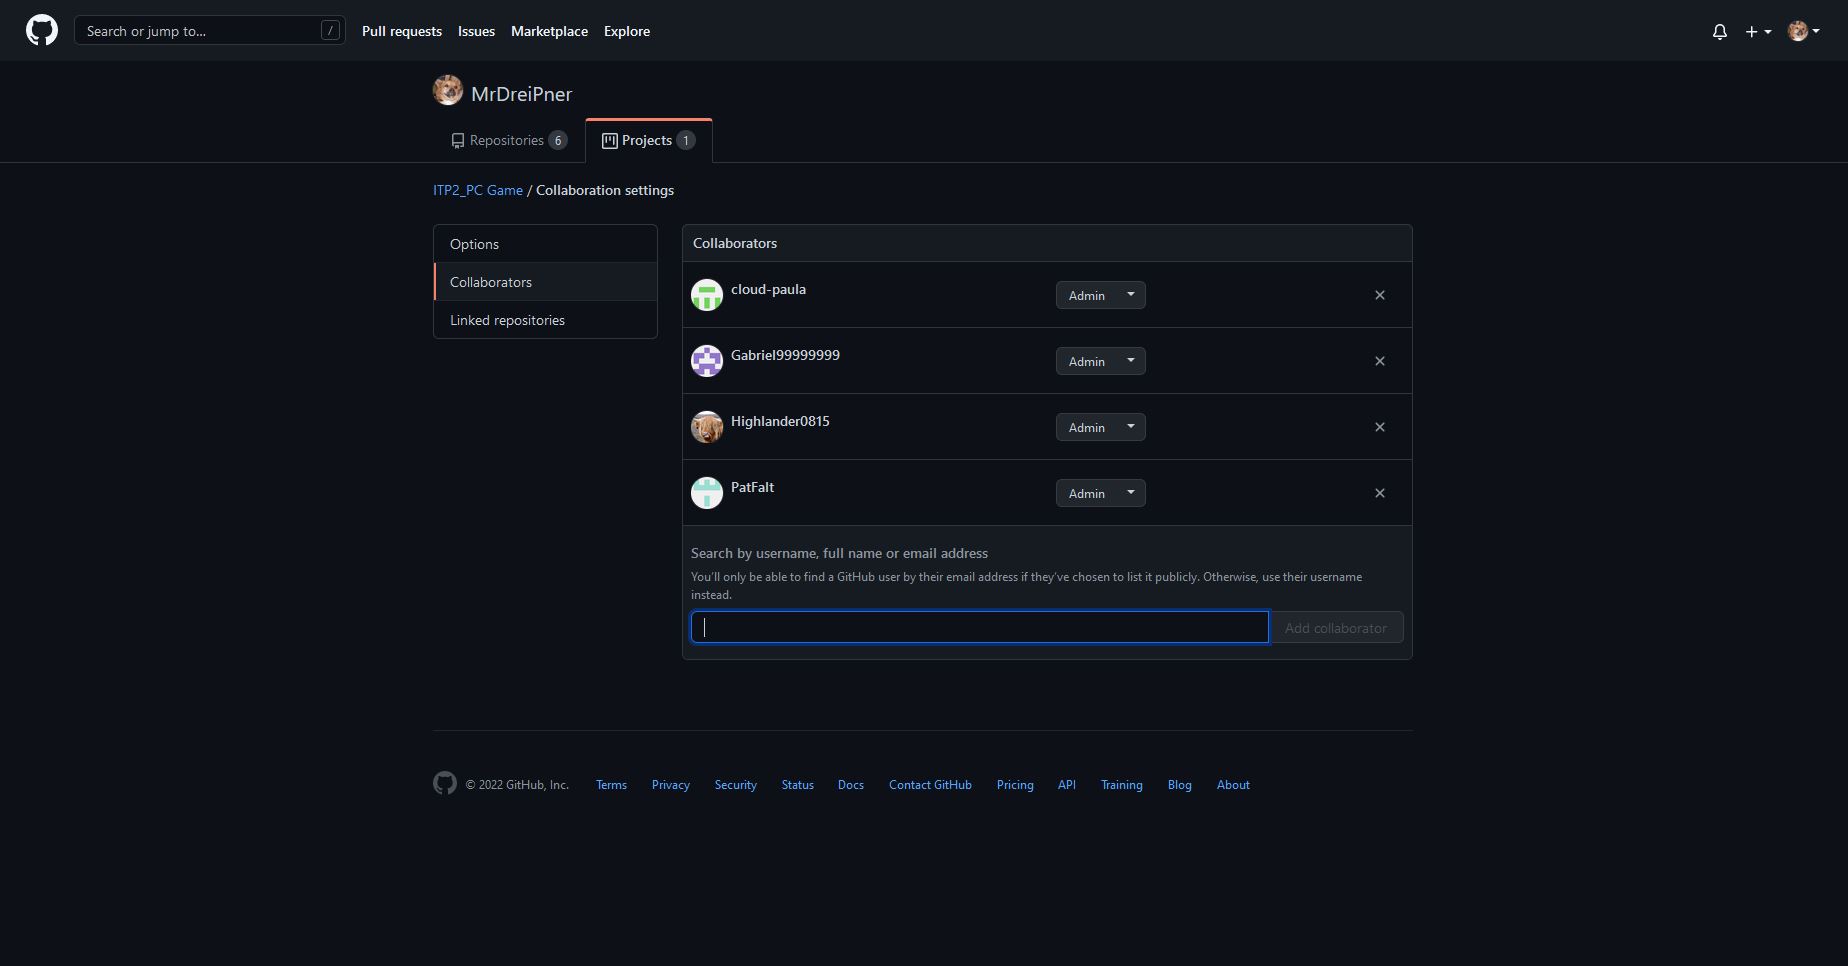 Search or jump to...
/
Pull requests
Issues
Marketplace
Explore
MrDreiPner
Repositories 6
Projects 1
ITP2_PC Game / Collaboration settings
Options
Collaborators
Linked repositories
Collaborators
cloud-paula
Admin
Gabriel99999999
Admin
Highlander0815
Admin
PatFalt
Admin
Search by username, full name or email address
You'll only be able to find a GitHub user by their email address if they've chosen to list it publicly. Otherwise, use their username
instead.
Add collaborator
© 2022 GitHub, Inc.
Terms
Privacy
Security
Status
Docs
Contact GitHub
Pricing
API
Training
Blog
About